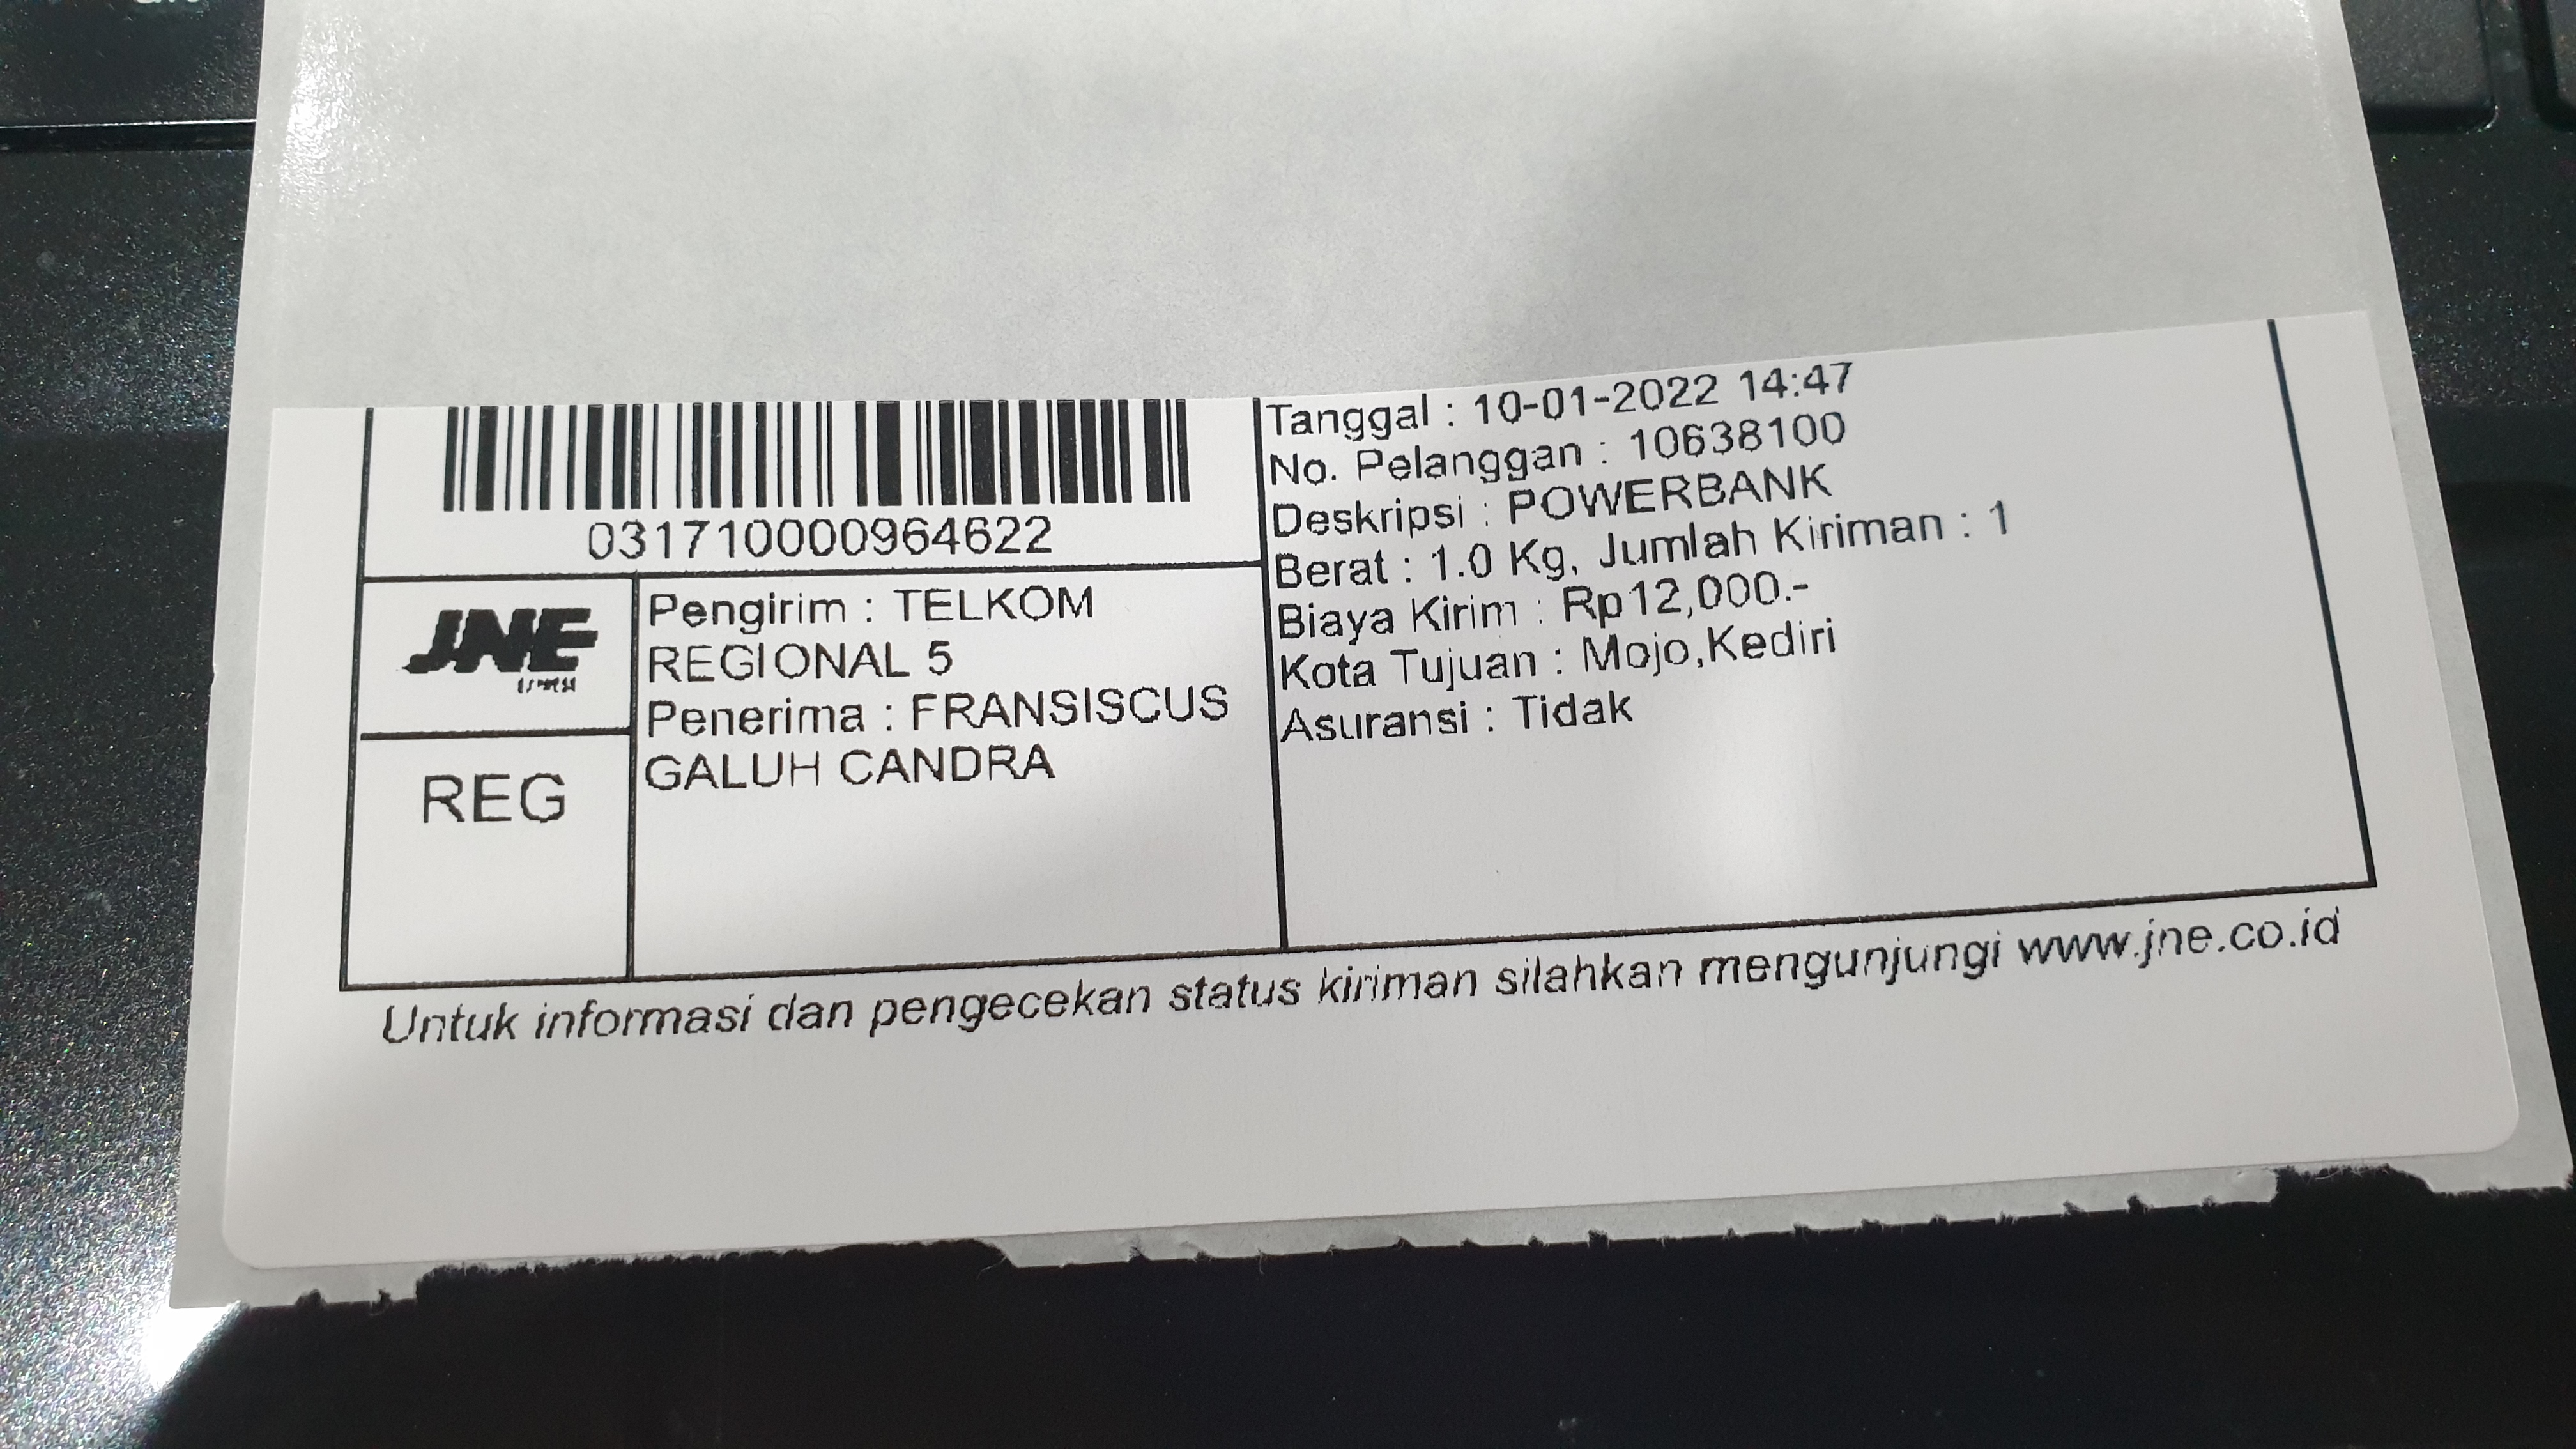 031710000964622
JNE
EXPRESS
REG
Pengirim : TELKOM
REGIONAL 5
Penerima : FRANSISCUS
GALUH CANDRA
Tanggal : 10-01-2022 14:47
No. Pelanggan : 10638100
Deskripsi : POWERBANK
Berat : 1.0 Kg, Jumlah Kiriman : 1
Biaya Kirim : Rp12,000.-
Kota Tujuan : Mojo,Kediri
Asuransi : Tidak
Untuk informasi dan pengecekan status kiriman silahkan mengunjungi www.jne.co.id